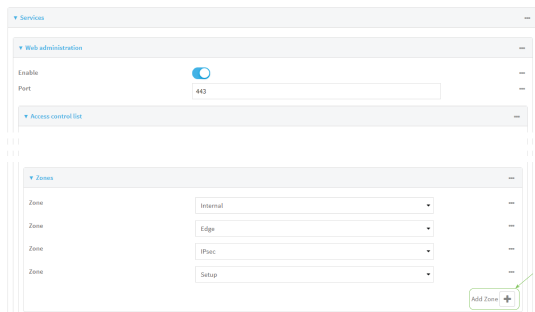 ▼ Services
▼ Web administration
Enable
Port 443
▼ Access control list
▼ Zones
Zone Internal
Zone Edge
Zone IPsec
Zone Setup
Add Zone +